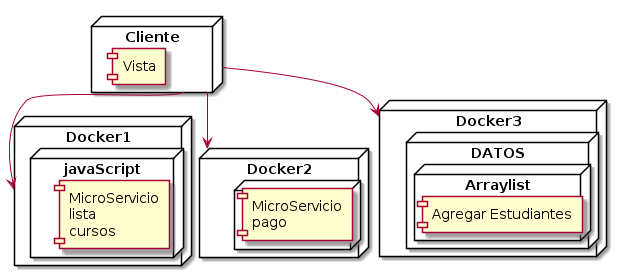 Cliente
Vista
Docker1
javaScript
MicroServicio
lista
cursos
Docker2
MicroServicio
pago
Docker3
DATOS
Arraylist
Agregar Estudiantes